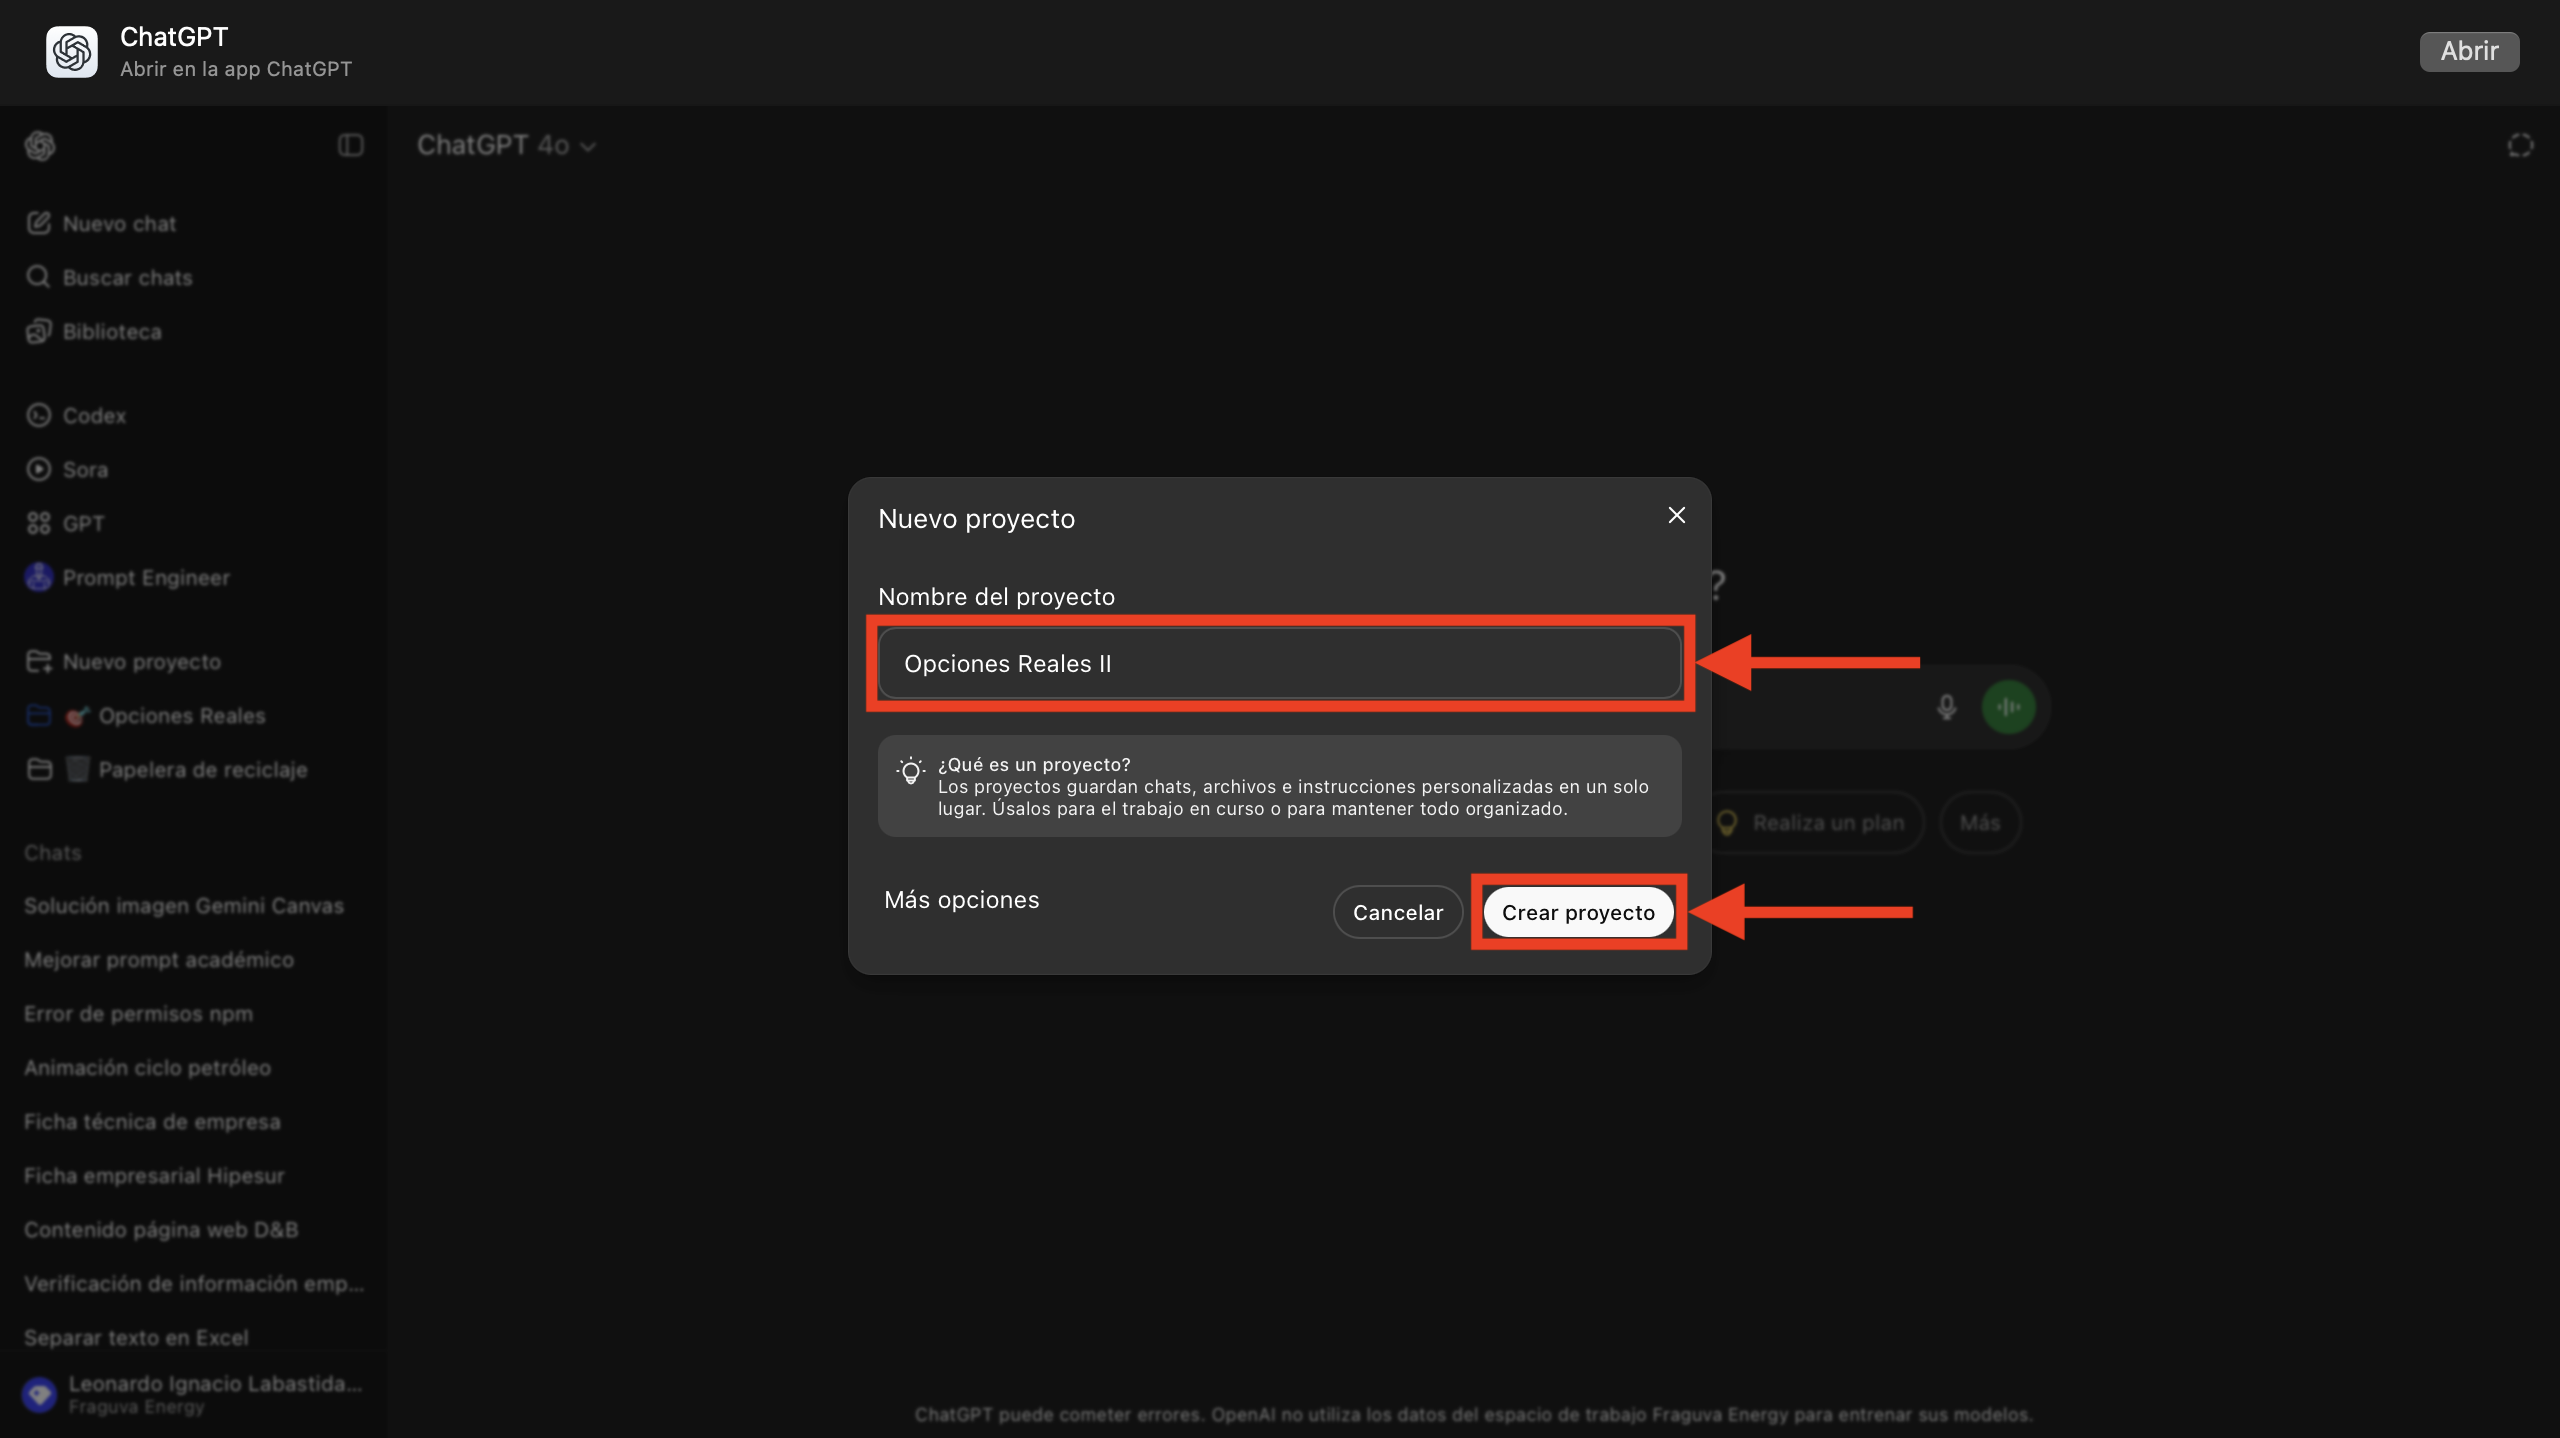 ChatGPT
Abrir en la app ChatGPT
Abrir
ChatGPT 4o
Nuevo chat
Buscar chats
Biblioteca
Codex
Sora
GPT
Prompt Engineer
Nuevo proyecto
Opciones Reales
Papelera de reciclaje
Chats
Solución imagen Gemini Canvas
Mejorar prompt académico
Error de permisos npm
Animación ciclo petróleo
Ficha técnica de empresa
Ficha empresarial Hipesur
Contenido página web D&B
Verificación de información emp...
Separar texto en Excel
Leonardo Ignacio Labastida...
Fraguva Energy
Nuevo proyecto
Nombre del proyecto
Opciones Reales II
¿Qué es un proyecto?
Los proyectos guardan chats, archivos e instrucciones personalizadas en un solo
lugar. Úsalos para el trabajo en curso o para mantener todo organizado.
Más opciones
Cancelar
Crear proyecto
?
Realiza un plan
Más
ChatGPT puede cometer errores. OpenAI no utiliza los datos del espacio de trabajo Fraguva Energy para entrenar sus modelos.